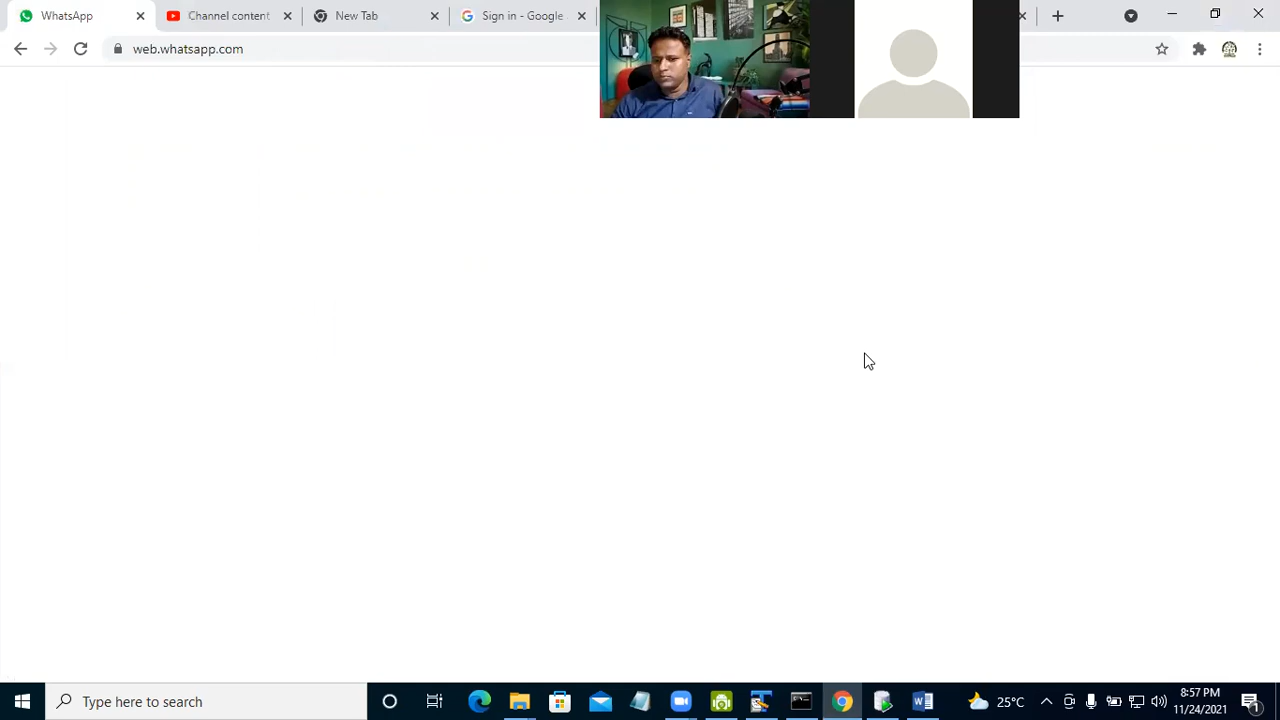 WhatsApp
Channel content
New Tab
Sign in - Google
web.whatsapp.com
Type here to search
25°C
8:57 PM
11/24/2021
1